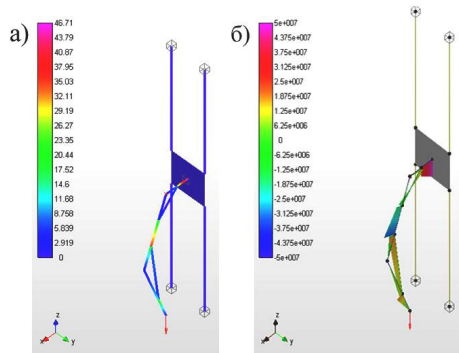 а)
46.71
43.79
40.87
37.95
35.03
32.11
29.19
26.27
23.35
20.44
17.52
14.6
11.68
8.758
5.839
2.919
0
z
x
y
б)
5e+007
4.375e+007
3.75e+007
3.125e+007
2.5e+007
1.875e+007
1.25e+007
6.25e+006
0
-6.25e+006
-1.25e+007
-1.875e+007
-2.5e+007
-3.125e+007
-3.75e+007
-4.375e+007
-5e+007
z
x
y